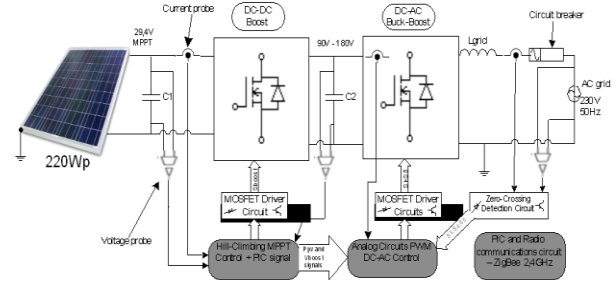 Current probe
DC-DC
Boost
DC-AC
Buck-Boost
Circuit breaker
29,4V
MPPT
90V - 180V
Lgrid
C1
C2
AC grid
230V
50Hz
220Wp
MOSFET Driver
Circuit
MOSFET Driver
Circuits
Zero-Crossing
Detection Circuit
Voltage probe
Hill-Climbing MPPT
Control + PIC signal
Ppv and
Vboost
signals
Analog Circuits PWM
DC-AC Control
PIC and Radio
communications circuit
– ZigBee 2,4GHz